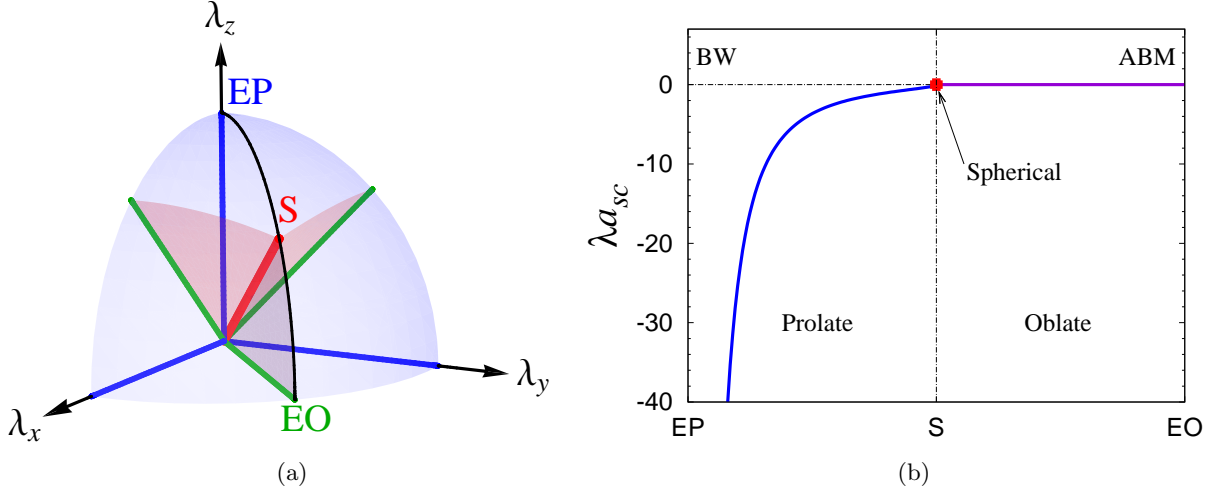 λz
EP
S
λy
λx
EO
(a)
BW
ABM
0
-10
-20
-30
-40
λasc
Spherical
Prolate
Oblate
EP
S
EO
(b)